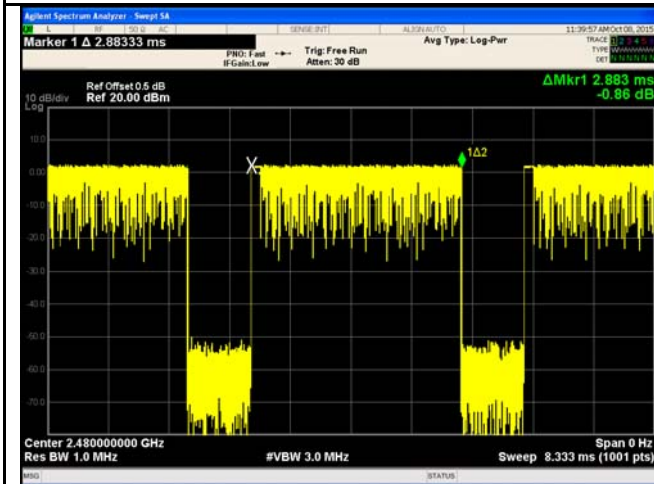 Agilent Spectrum Analyzer - Swept SA
L RF 50 Ω AC SENSE:INT ALIGN AUTO 11:39:57 AM Oct 08, 2015
Marker 1 Δ 2.88333 ms
PNO: Fast
IFGain:Low
Trig: Free Run
Atten: 30 dB
Avg Type: Log-Pwr
TRACE 1 2 3 4 5
TYPE
DET N N N N N N
ΔMkr1 2.883 ms
-0.86 dB
Ref Offset 0.5 dB
10 dB/div Ref 20.00 dBm
Log
10.0
0.00
-10.0
-20.0
-30.0
-40.0
-50.0
-60.0
-70.0
X
1Δ2
Center 2.480000000 GHz Span 0 Hz
Res BW 1.0 MHz #VBW 3.0 MHz Sweep 8.333 ms (1001 pts)
MSG STATUS